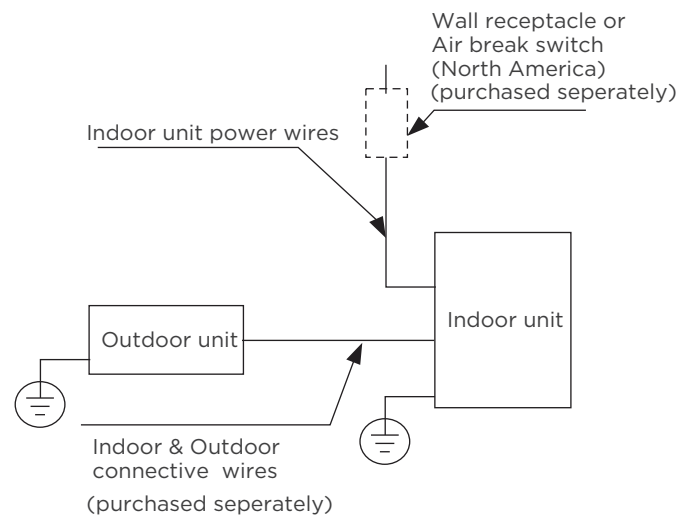 Wall receptacle or
Air break switch
(North America)
(purchased seperately)
Indoor unit power wires
Indoor unit
Outdoor unit
Indoor & Outdoor
connective wires
(purchased seperately)